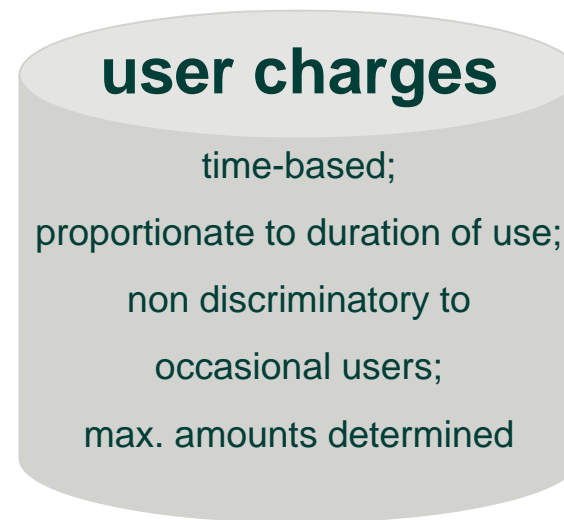 user charges
time-based;
proportionate to duration of use;
non discriminatory to
occasional users;
max. amounts determined